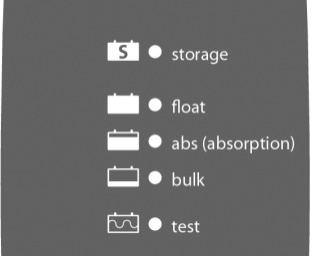 S storage
float
abs (absorption)
bulk
test